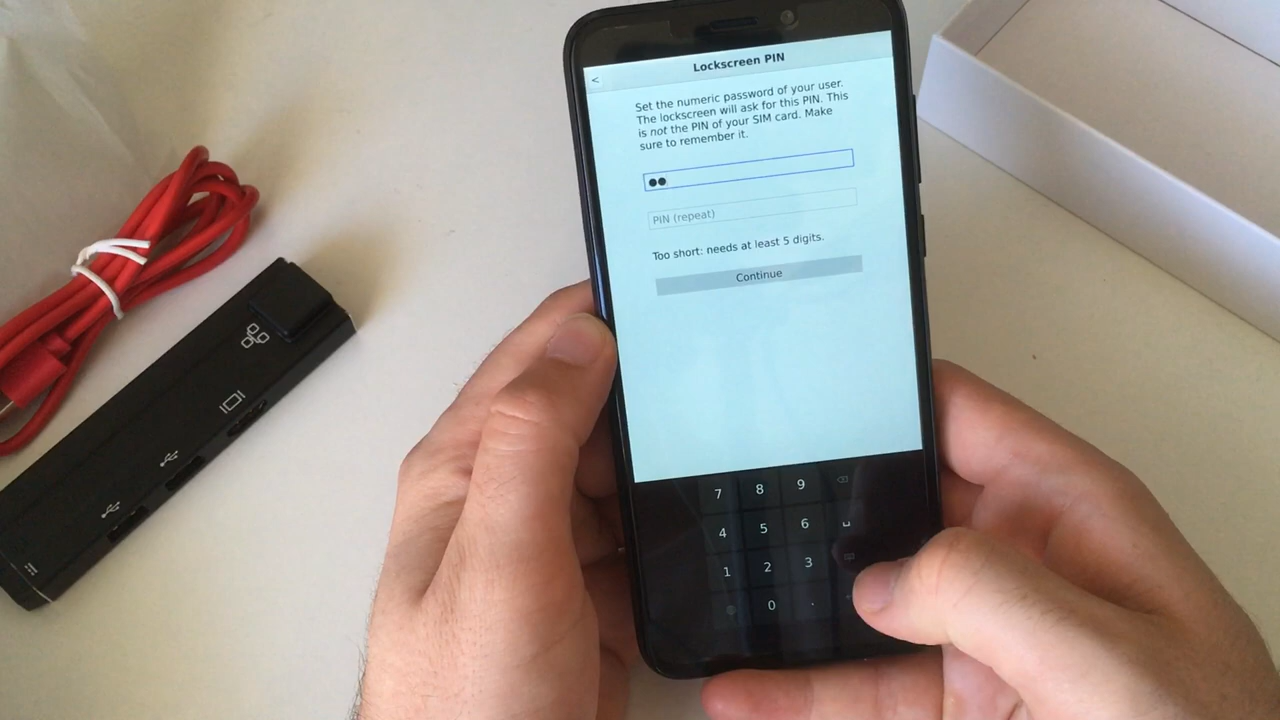 <
Lockscreen PIN
Set the numeric password of your user.
The lockscreen will ask for this PIN. This
is not the PIN of your SIM card. Make
sure to remember it.
●●
PIN (repeat)
Too short: needs at least 5 digits.
Continue
7 8 9
4 5 6
1 2 3
0 .